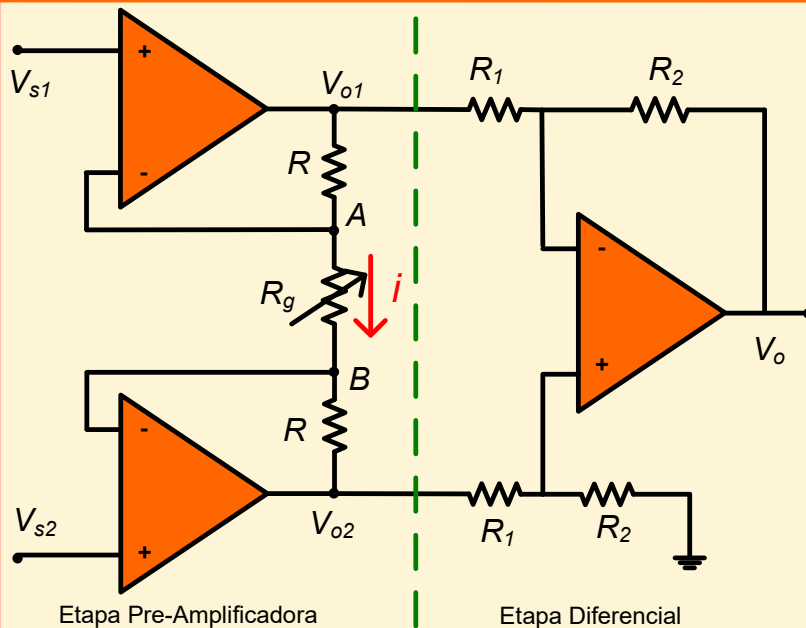 +
Vs1
-
Vo1
R
A
Rg
i
B
R
-
+
Vs2
Vo2
R1
R2
-
+
Vo
R1
R2
Etapa Pre-Amplificadora
Etapa Diferencial